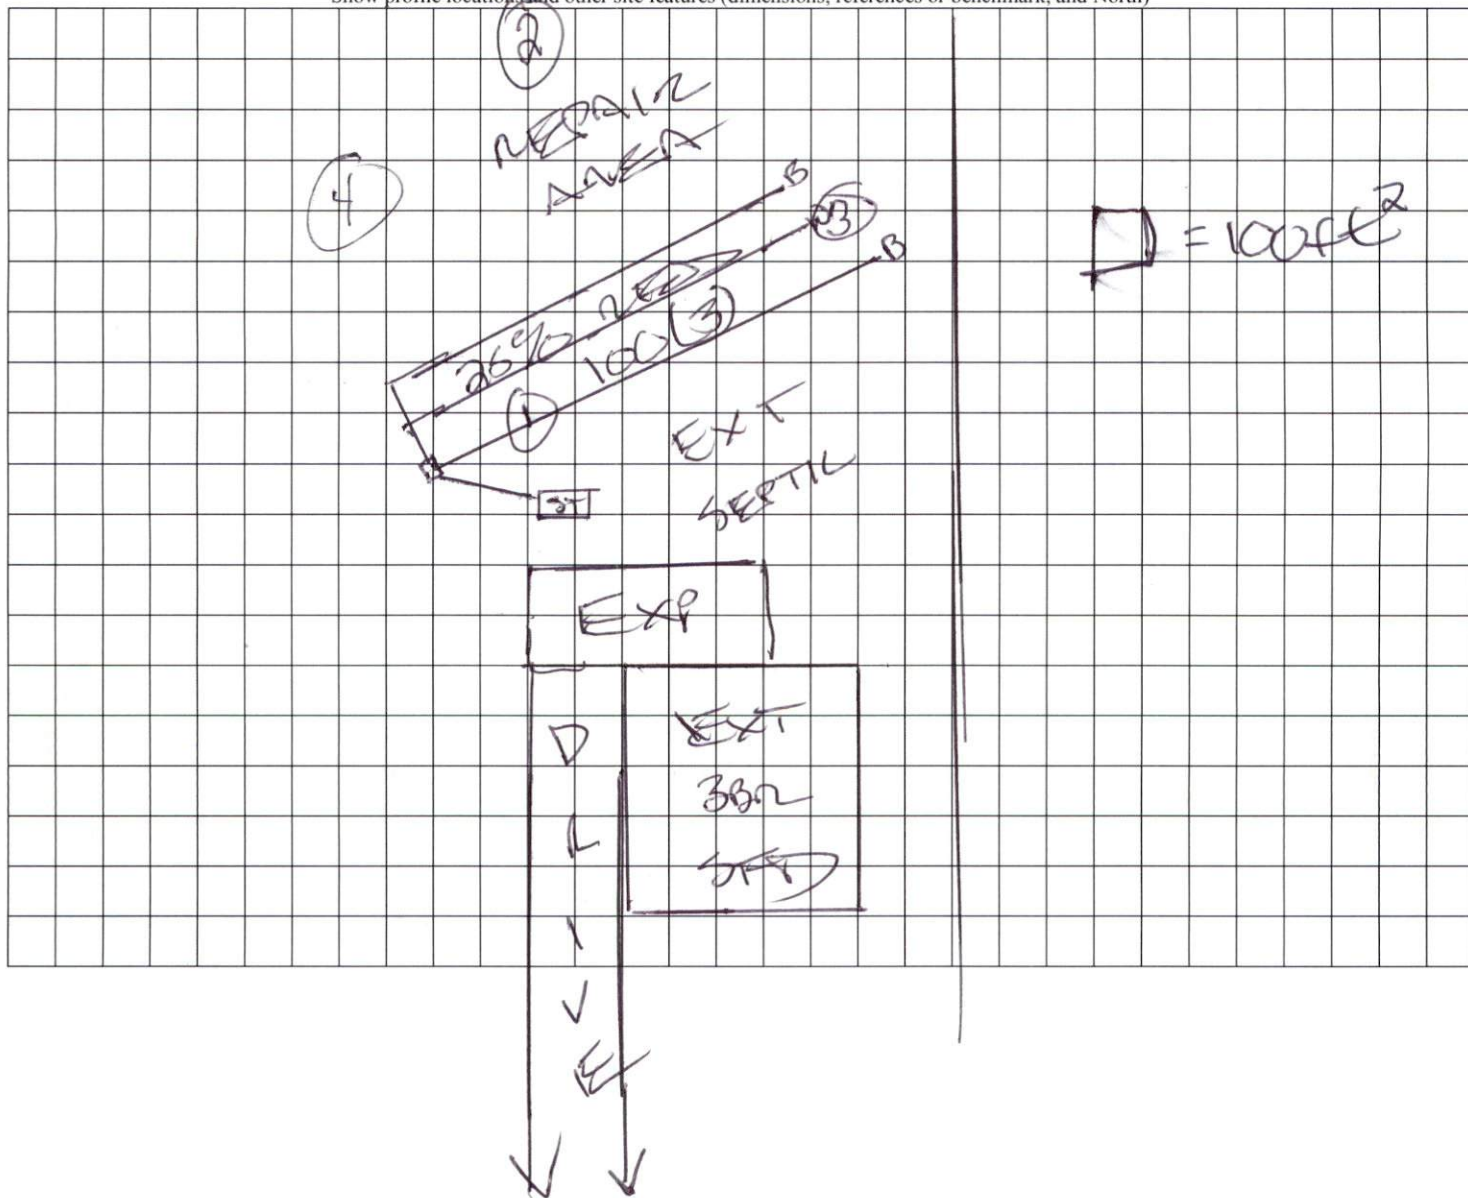 Show profile locations and other site features (dimensions, references or benchmark, and North)
2
REPAIR
AREA
4
B
3
B
25% RED
100(3)
1
= 100ft²
EXT
SEPTIC
ST
EXP
EXT
3BR
SFD
D
R
I
V
E